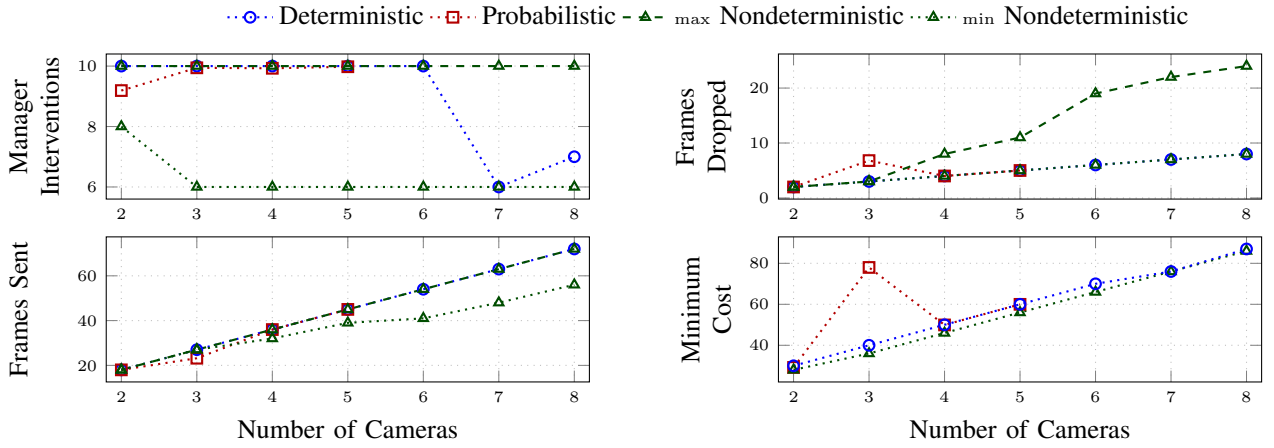 Deterministic Probabilistic max Nondeterministic min Nondeterministic
Manager
Interventions
10
8
6
2 3 4 5 6 7 8
Frames
Dropped
20
10
0
2 3 4 5 6 7 8
Frames Sent
60
40
20
2 3 4 5 6 7 8
Number of Cameras
Minimum
Cost
80
60
40
2 3 4 5 6 7 8
Number of Cameras